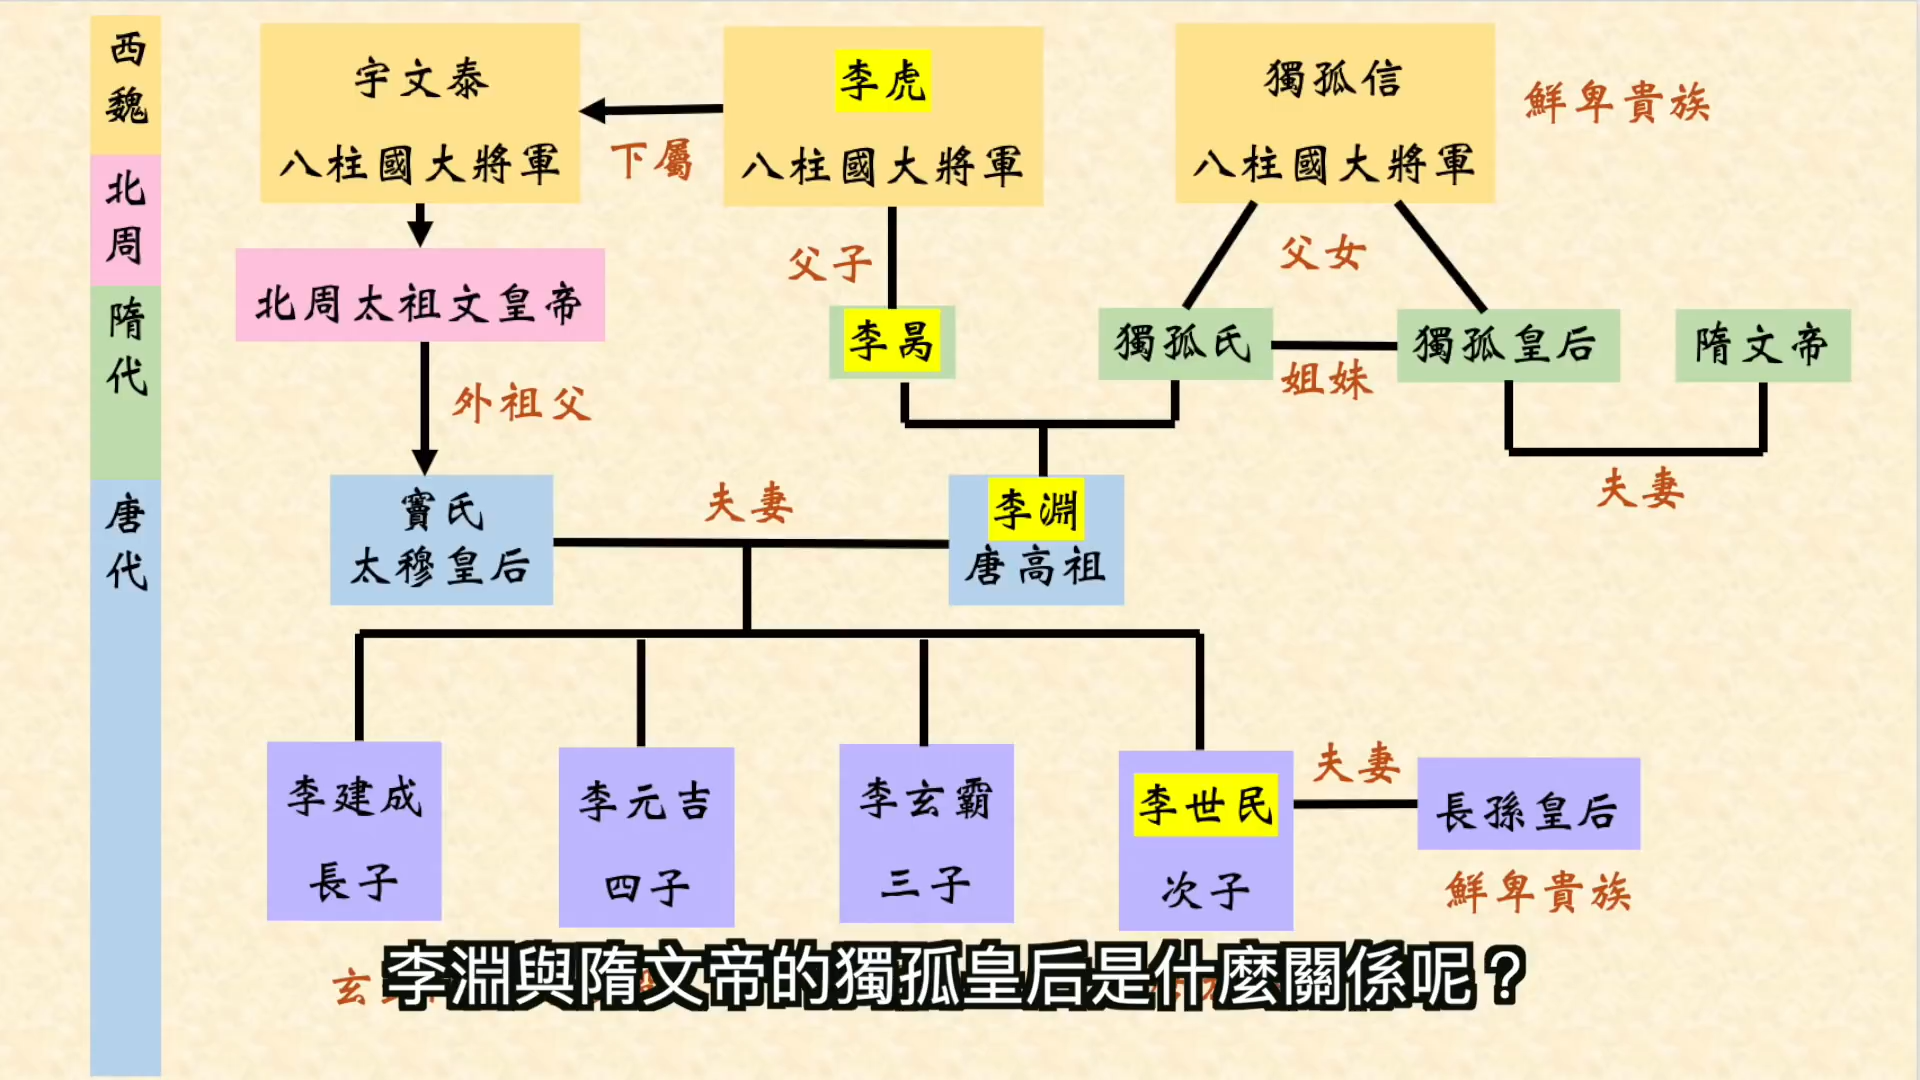 西魏
北周
隋代
唐代
宇文泰
八柱國大將軍
下屬
李虎
八柱國大將軍
獨孤信
八柱國大將軍
鮮卑貴族
父子
父女
北周太祖文皇帝
李昺
獨孤氏
姐妹
獨孤皇后
隋文帝
外祖父
夫妻
竇氏
太穆皇后
夫妻
李淵
唐高祖
李建成
長子
李元吉
四子
李玄霸
三子
李世民
次子
夫妻
長孫皇后
鮮卑貴族
玄
李淵與隋文帝的獨孤皇后是什麼關係呢？